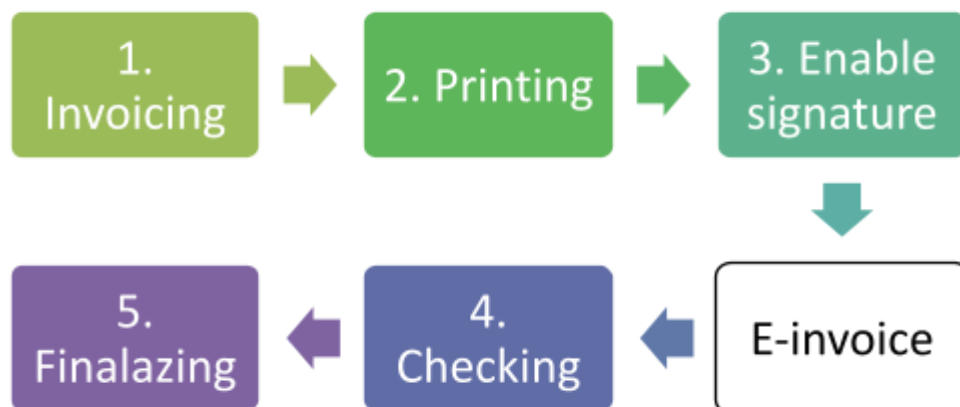 1.
Invoicing
2. Printing
3. Enable
signature
E-invoice
4.
Checking
5.
Finalazing